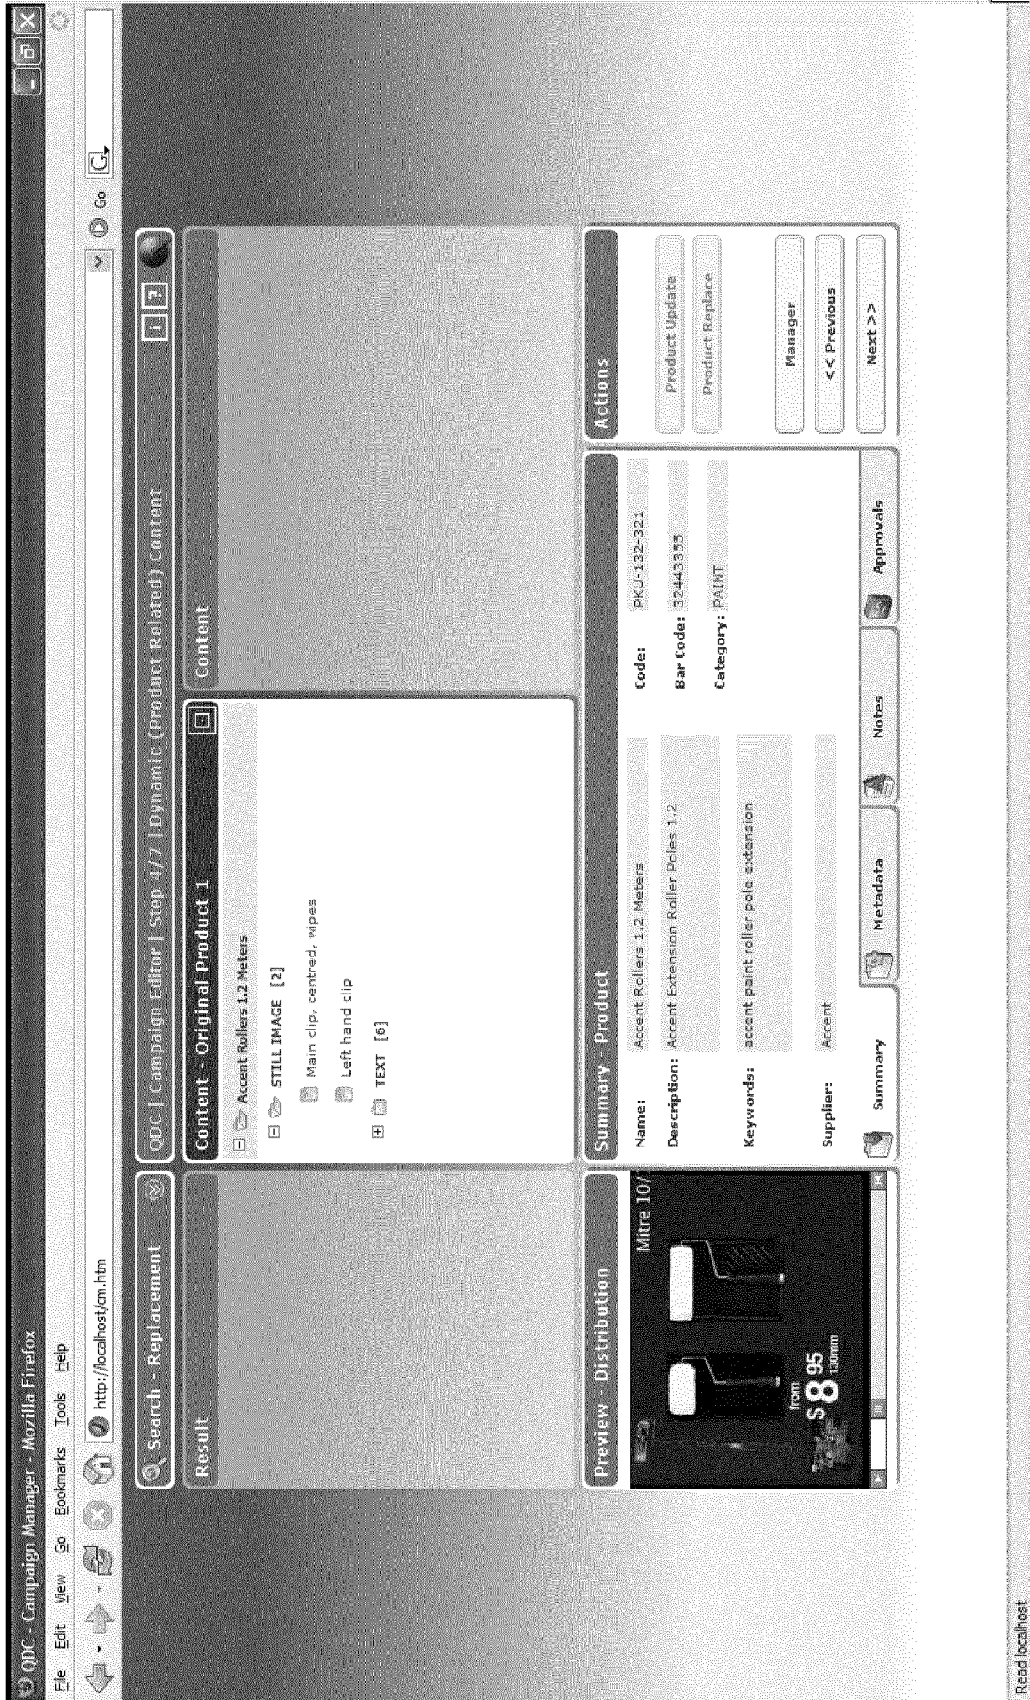 QDC - Campaign Manager - Mozilla Firefox
File Edit View Go Bookmarks Tools Help
http://localhost/cm.htm
Go
G
Search - Replacement
QDC | Campaign Editor | Step 4/7 | Dynamic (Product Related) Content
i ?
Result
Content - Original Product 1
Content
Accent Rollers 1.2 Meters
STILL IMAGE [2]
Main clip, centred, wipes
Left hand clip
TEXT [6]
Preview - Distribution
Mitre 10/
from
$8 95
130mm
Summary - Product
Name: Accent Rollers 1.2 Meters
Code: PKU-132-321
Description: Accent Extension Roller Poles 1.2
Bar Code: 32443355
Keywords: accent paint roller pole extension
Category: PAINT
Supplier: Accent
Summary
Metadata
Notes
Approvals
Actions
Product Update
Product Replace
Manager
<< Previous
Next >>
Read localhost